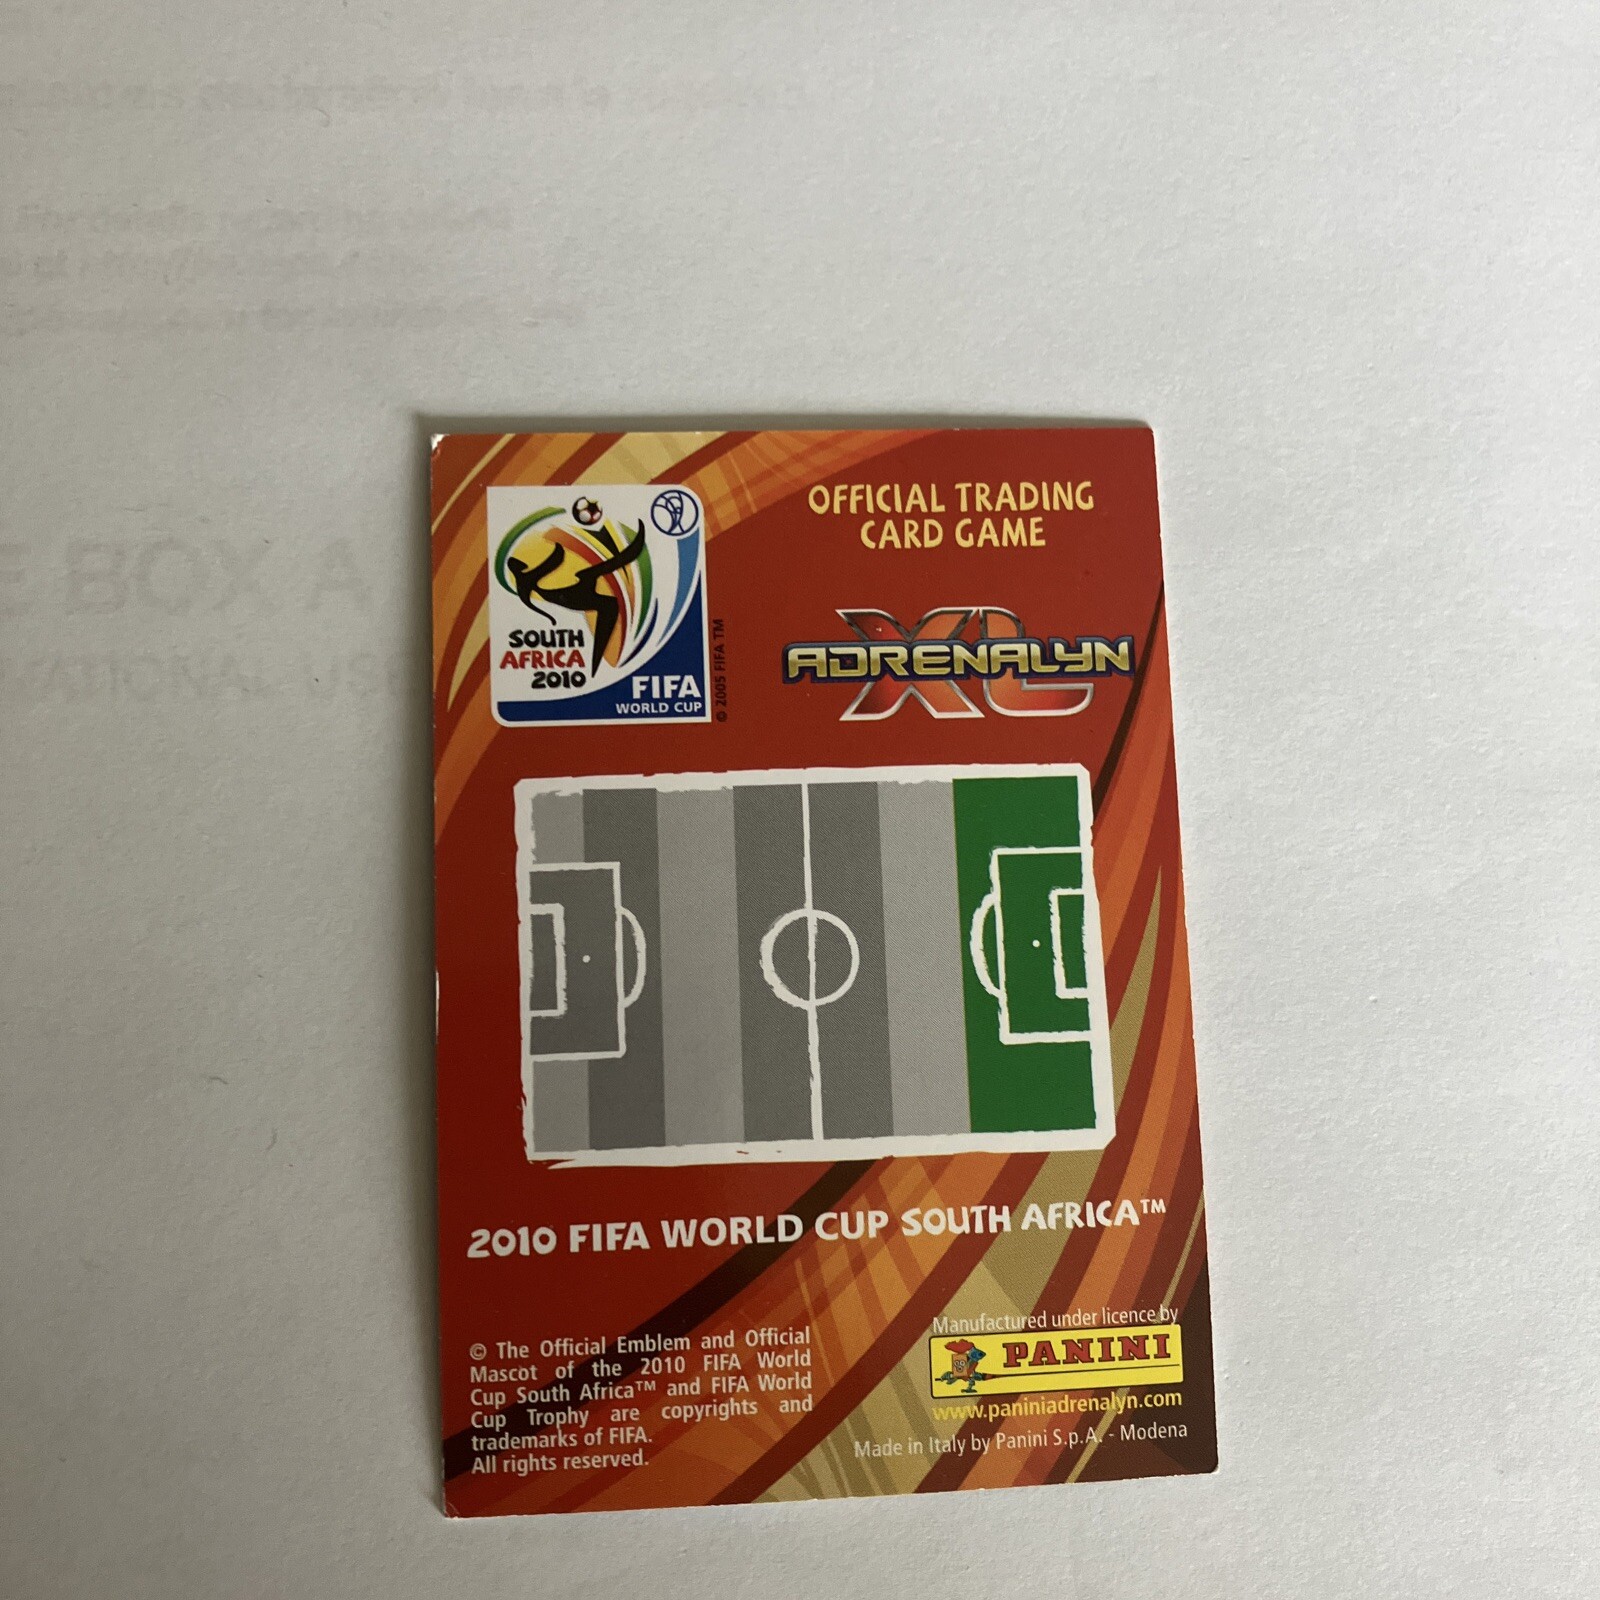 OFFICIAL TRADING
CARD GAME
SOUTH
AFRICA
2010
FIFA
WORLD CUP
© 2005 FIFA TM
XL
ADRENALYN
2010 FIFA WORLD CUP SOUTH AFRICA™
© The Official Emblem and Official
Mascot of the 2010 FIFA World
Cup South Africa™ and FIFA World
Cup Trophy are copyrights and
trademarks of FIFA.
All rights reserved.
Manufactured under licence by
PANINI
www.paniniadrenalyn.com
Made in Italy by Panini S.p.A. - Modena
BOX A